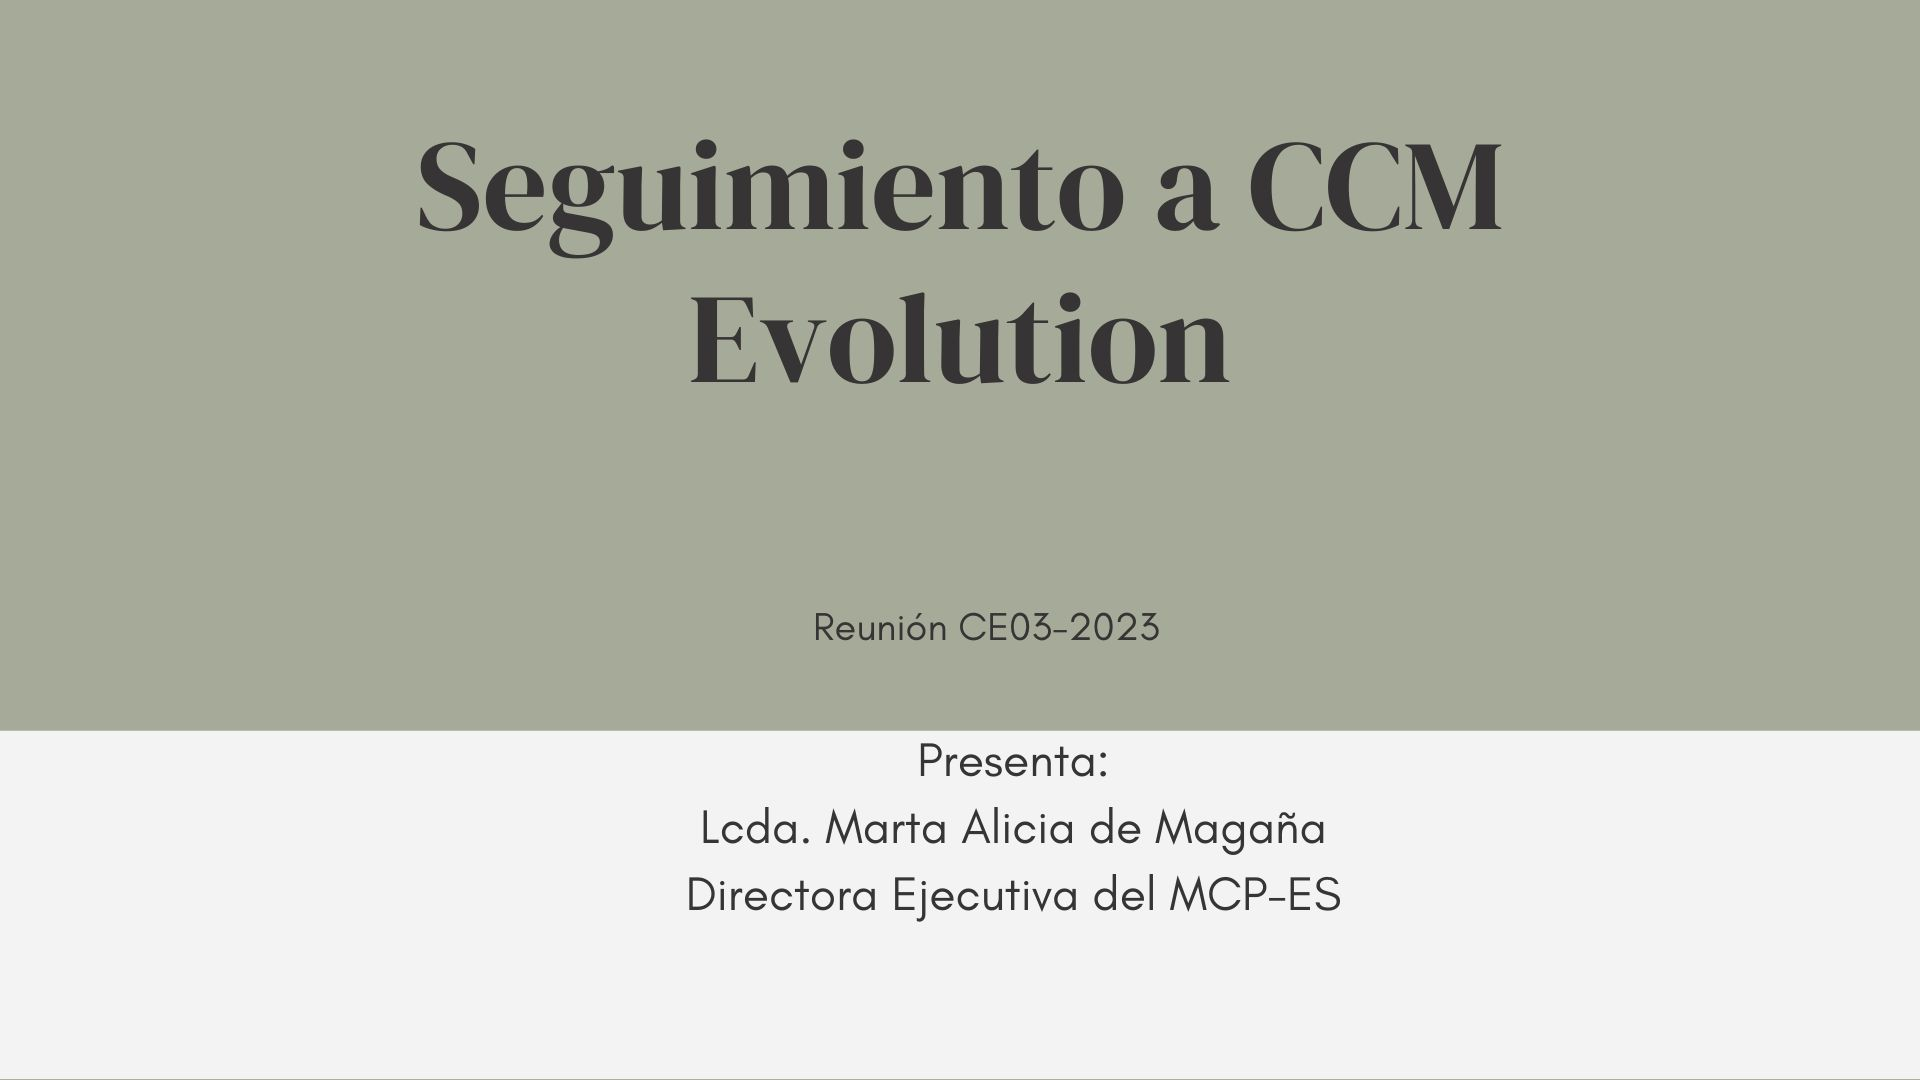 Seguimiento a CCM
Evolution
Reunión CE03-2023
Presenta:
Lcda. Marta Alicia de Magaña
Directora Ejecutiva del MCP-ES